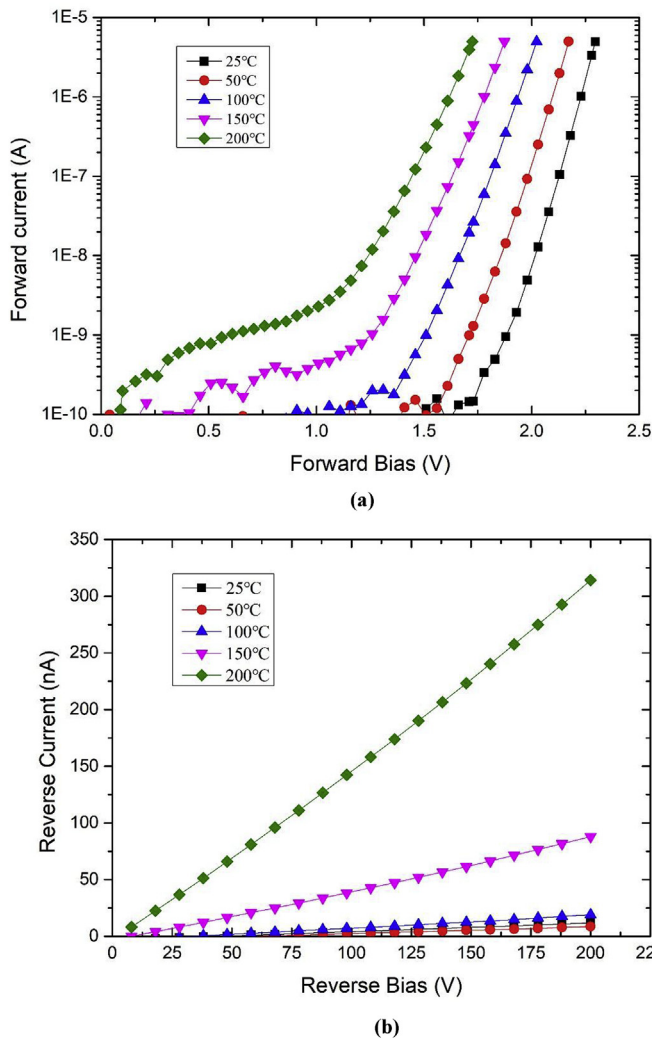 1E-5
1E-6
1E-7
1E-8
1E-9
1E-10
Forward current (A)
25℃
50℃
100℃
150℃
200℃
0.0 0.5 1.0 1.5 2.0 2.5
Forward Bias (V)
(a)
350
300
250
200
150
100
50
0
Reverse Current (nA)
25℃
50℃
100℃
150℃
200℃
0 25 50 75 100 125 150 175 200 22
Reverse Bias (V)
(b)